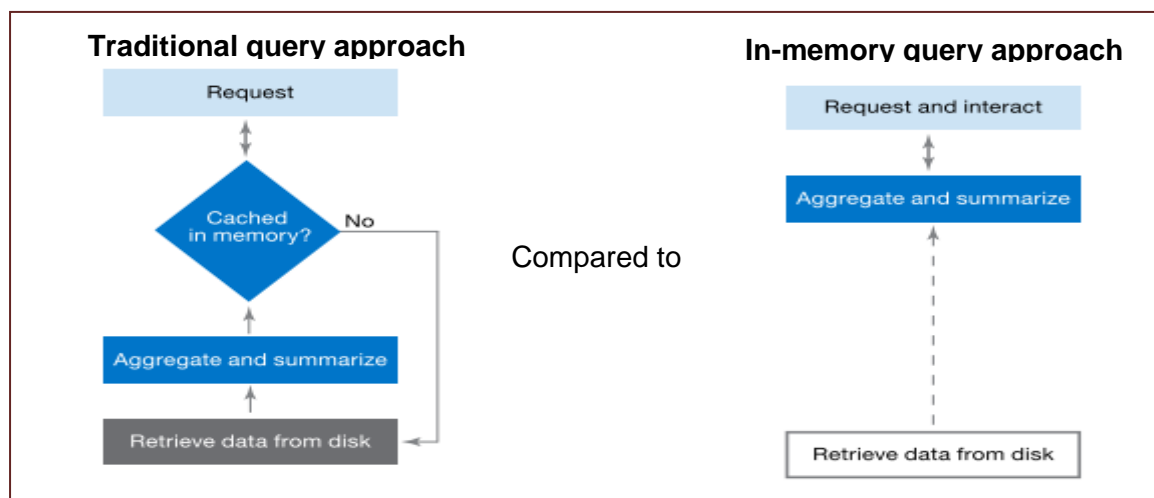 Traditional query approach
Request
Cached
in memory?
No
Aggregate and summarize
Retrieve data from disk
Compared to
In-memory query approach
Request and interact
Aggregate and summarize
Retrieve data from disk